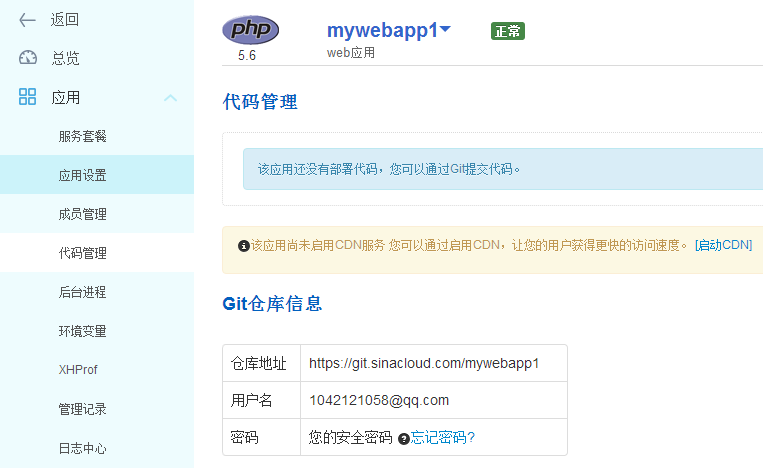 返回
总览
应用
服务套餐
应用设置
成员管理
代码管理
后台进程
环境变量
XHProf
管理记录
日志中心
php
5.6
mywebapp1
web应用
正常
代码管理
该应用还没有部署代码，您可以通过Git提交代码。
该应用尚未启用CDN服务 您可以通过启用CDN，让您的用户获得更快的访问速度。 [启动CDN]
Git仓库信息
仓库地址 https://git.sinacloud.com/mywebapp1
用户名 1042121058@qq.com
密码 您的安全密码 忘记密码?